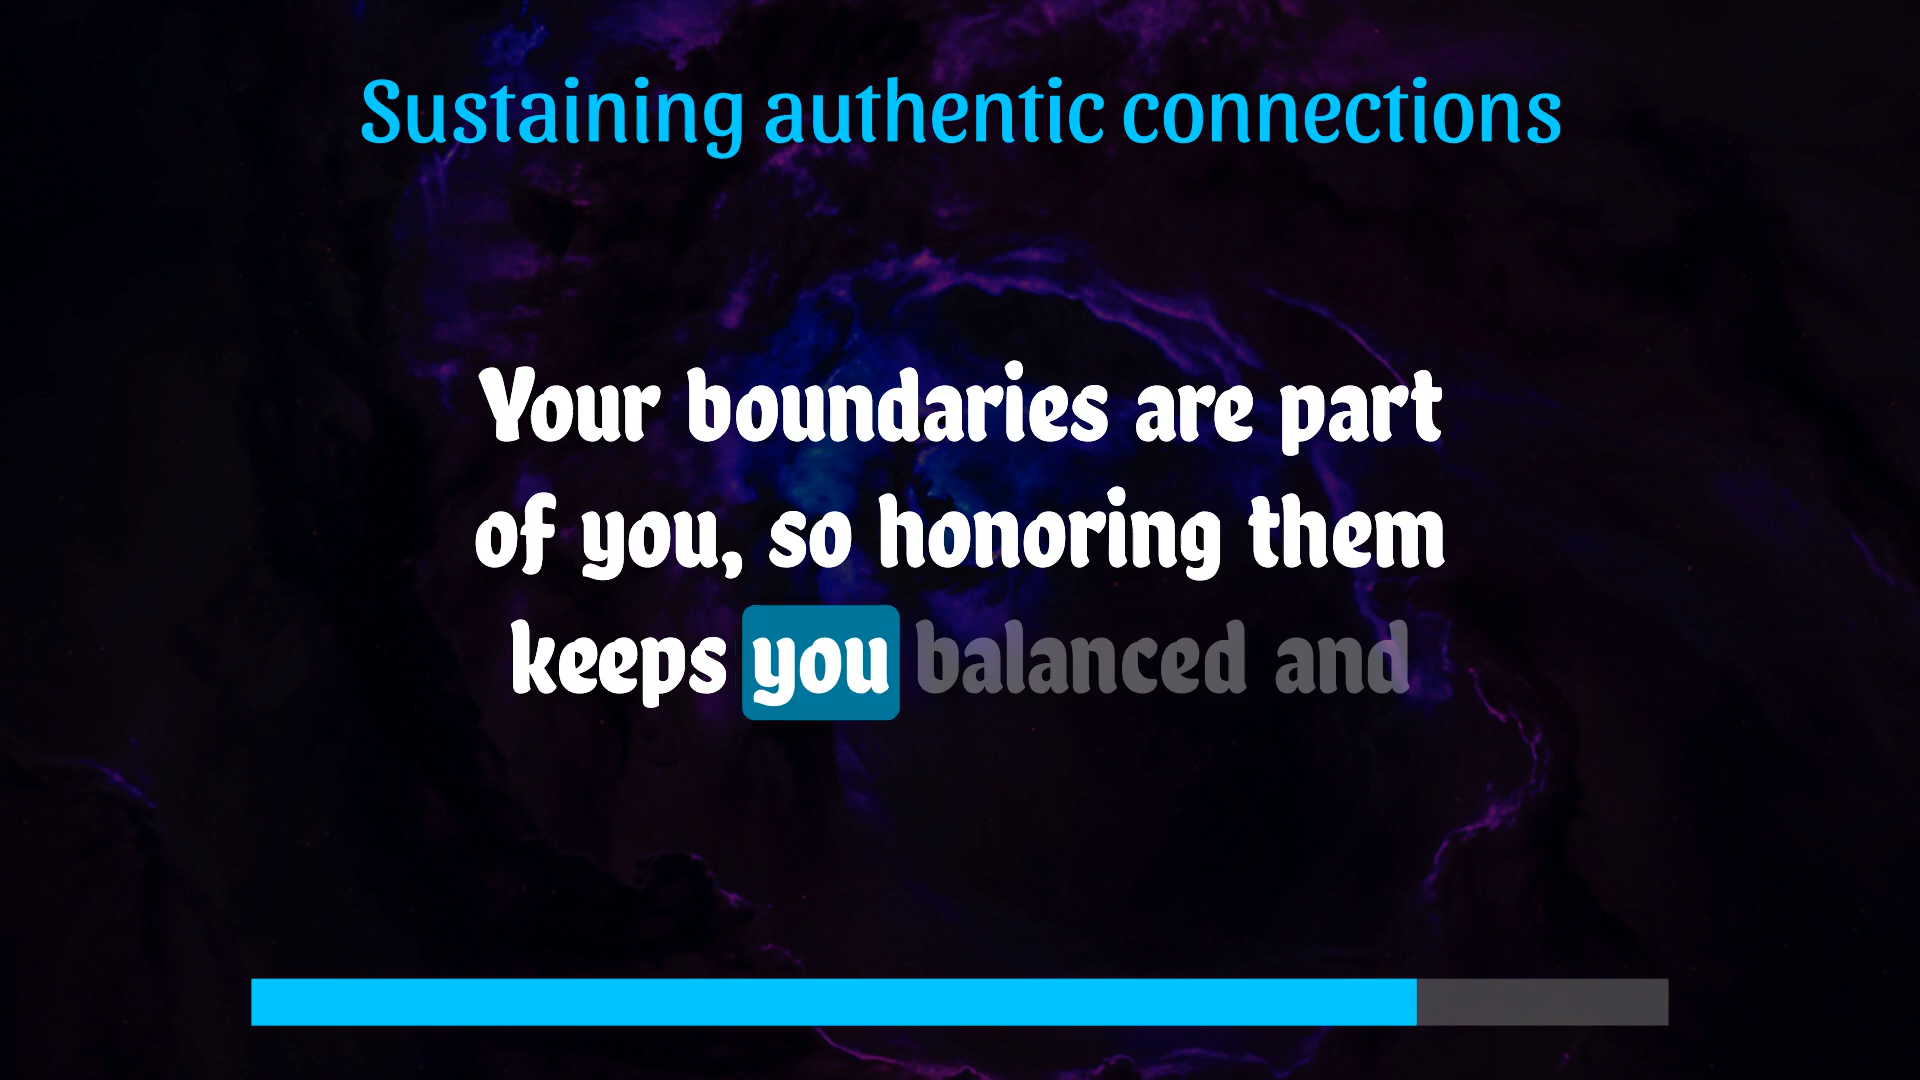 Sustaining authentic connections
Your boundaries are part
of you, so honoring them
keeps you balanced and